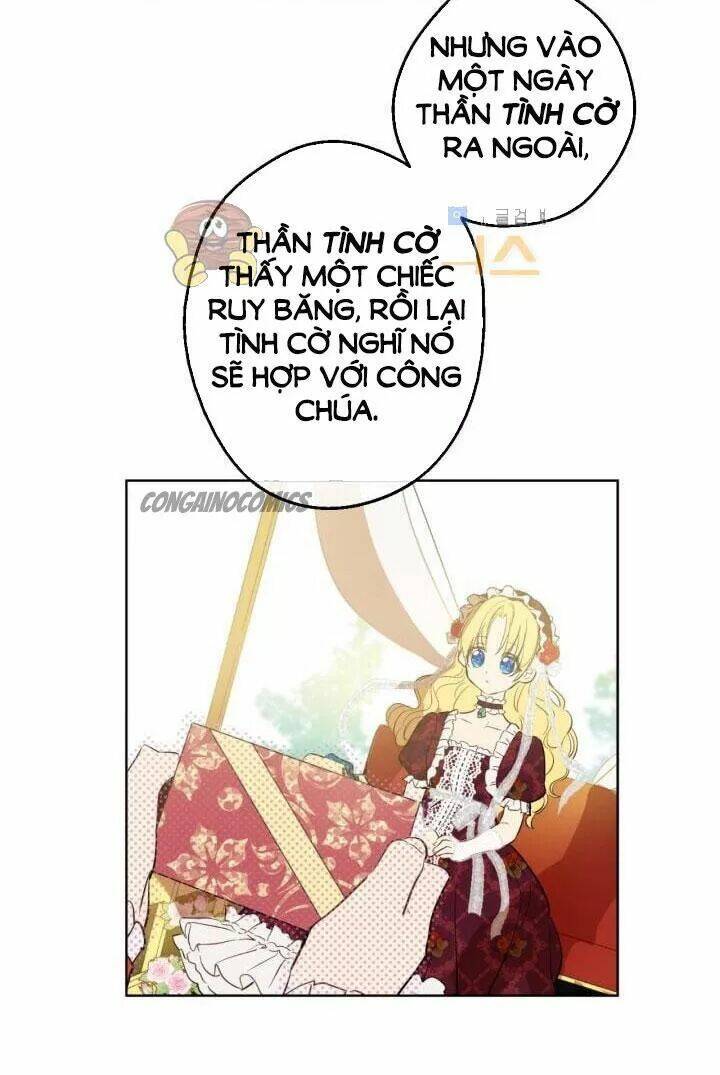 NHƯNG VÀO
MỘT NGÀY
THẦN TÌNH CỜ
RA NGOÀI,
THẦN TÌNH CỜ
THẤY MỘT CHIẾC
RUY BĂNG, RỒI LẠI
TÌNH CỜ NGHĨ NÓ
SẼ HỢP VỚI CÔNG
CHÚA.
CONGAINOCOMICS